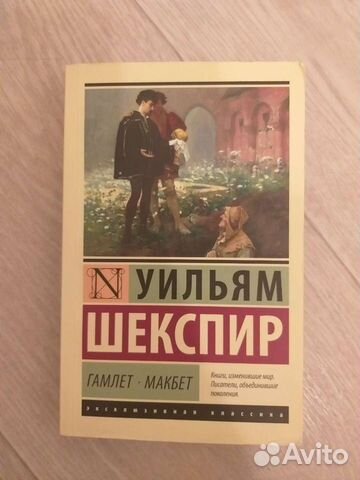 N
УИЛЬЯМ
ШЕКСПИР
ГАМЛЕТ · МАКБЕТ
Книги, изменившие мир.
Писатели, объединившие
поколения.
эксклюзивная классика
Avito